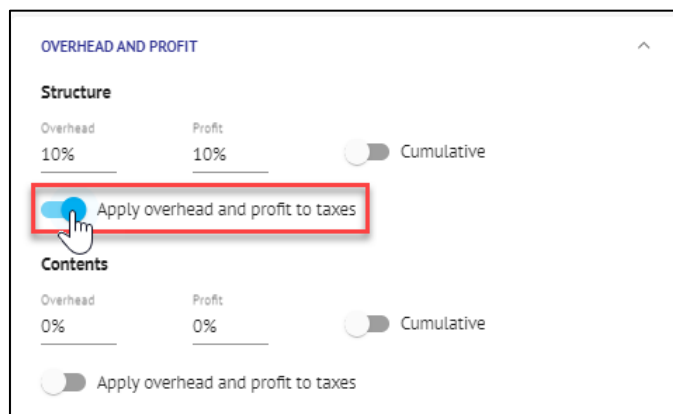 OVERHEAD AND PROFIT
Structure
Overhead Profit
10% 10% Cumulative
Apply overhead and profit to taxes
Contents
Overhead Profit
0% 0% Cumulative
Apply overhead and profit to taxes